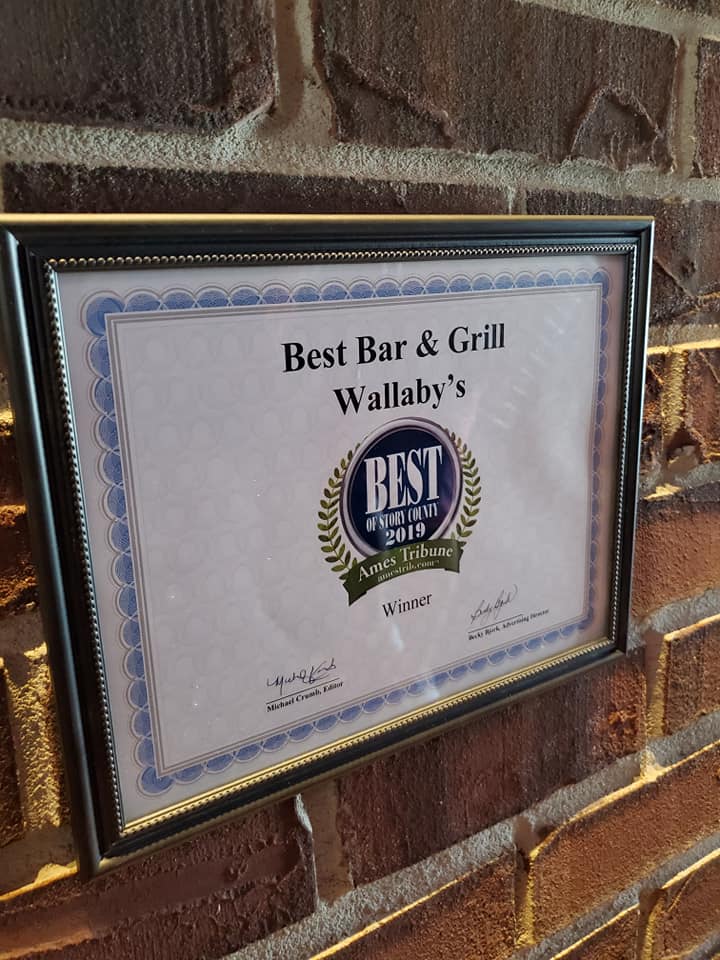 Best Bar & Grill
Wallaby's
BEST
OF STORY COUNTY
2019
Ames Tribune
amestrib.com
Winner
Becky Bjork, Advertising Director
Michael Crumb, Editor